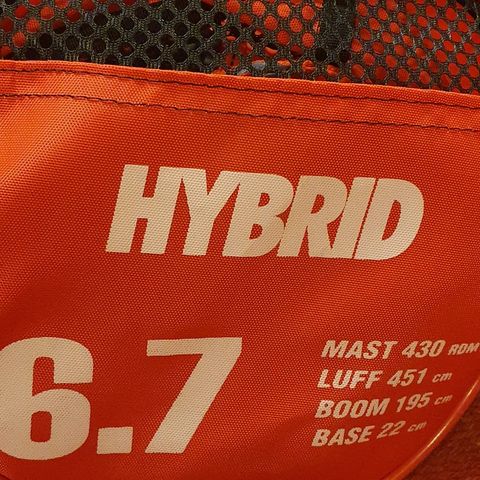 HYBRID
6.7
MAST 430 RDM
LUFF 451 cm
BOOM 195 cm
BASE 22 cm